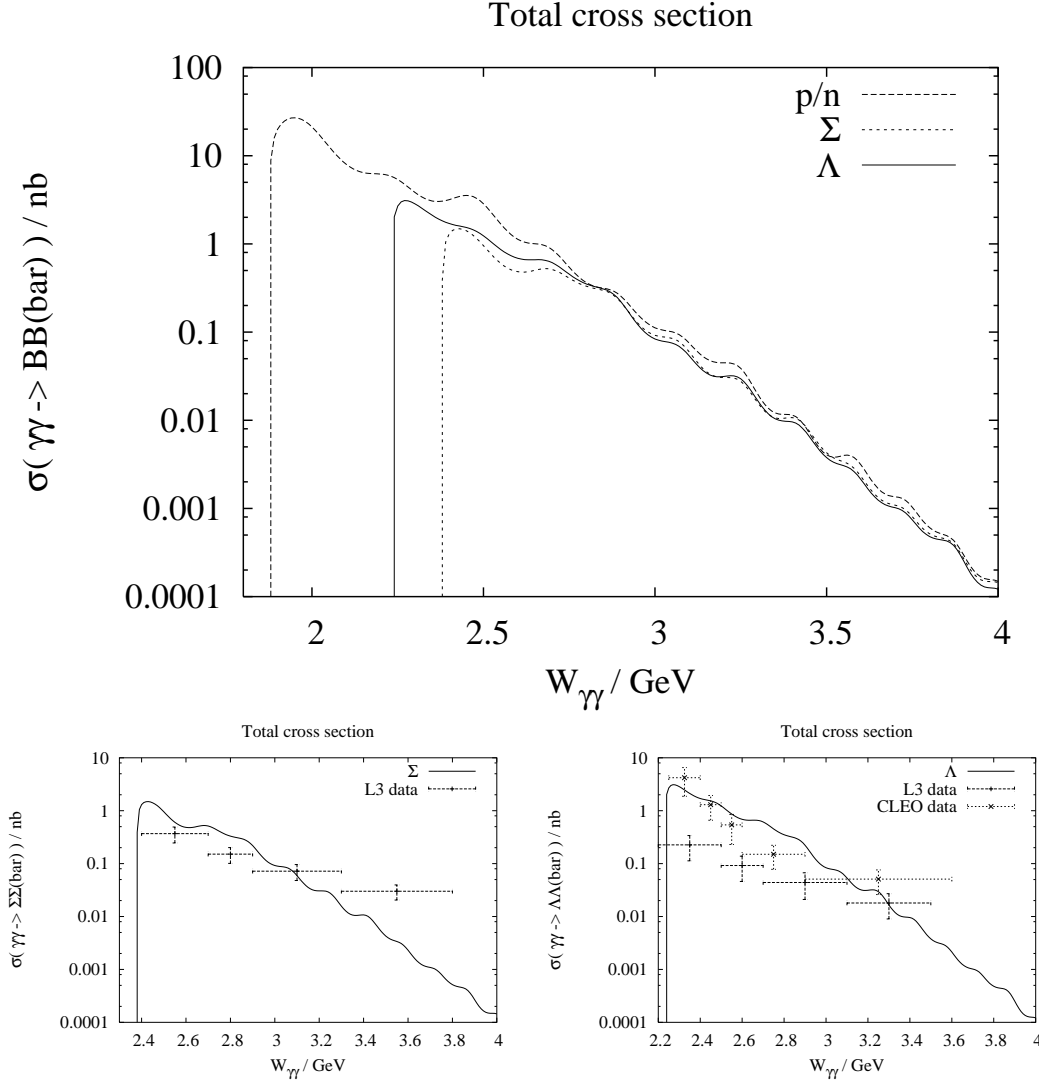 Total cross section
σ( γγ -> BB(bar) ) / nb
100
10
1
0.1
0.01
0.001
0.0001
p/n
Σ
Λ
2
2.5
3
3.5
4
W_γγ / GeV
Total cross section
σ( γγ -> ΣΣ(bar) ) / nb
10
1
0.1
0.01
0.001
0.0001
Σ
L3 data
2.4 2.6 2.8 3 3.2 3.4 3.6 3.8 4
W_γγ / GeV
Total cross section
σ( γγ -> ΛΛ(bar) ) / nb
10
1
0.1
0.01
0.001
0.0001
Λ
L3 data
CLEO data
2.2 2.4 2.6 2.8 3 3.2 3.4 3.6 3.8 4
W_γγ / GeV